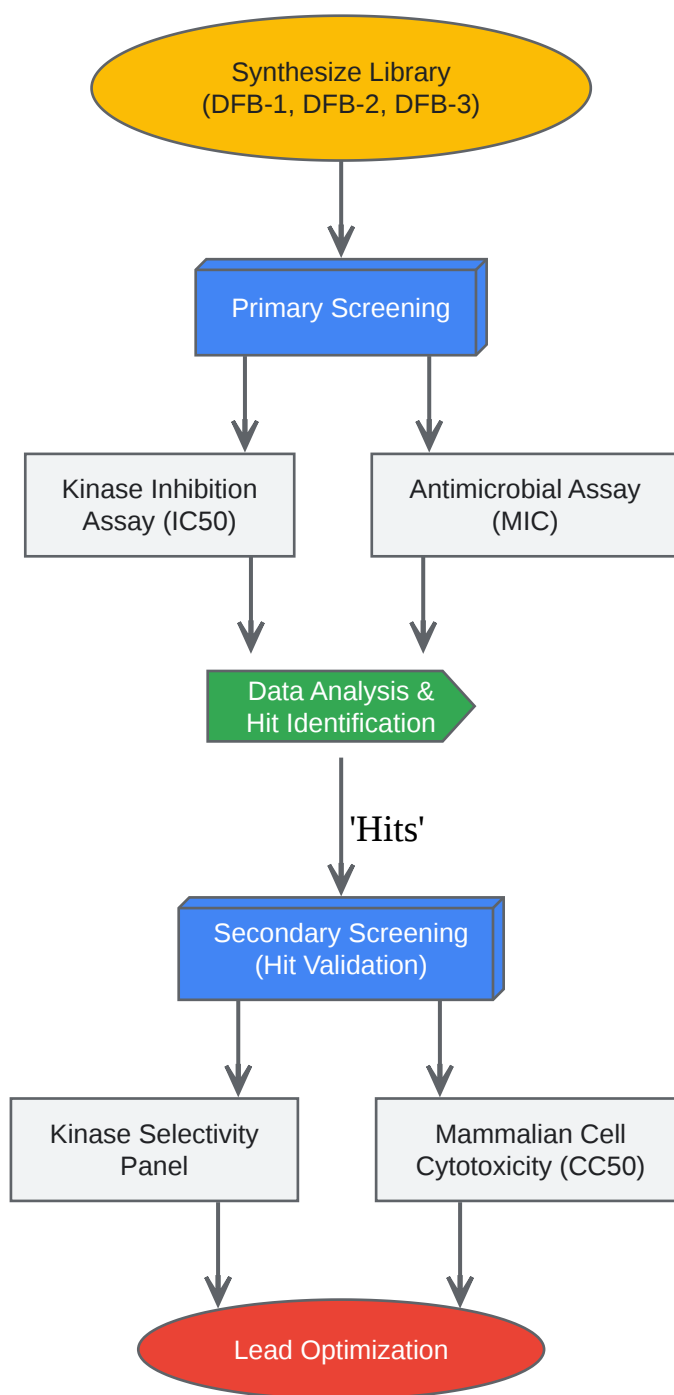 Synthesize Library
(DFB-1, DFB-2, DFB-3)
Primary Screening
Kinase Inhibition
Assay (IC50)
Antimicrobial Assay
(MIC)
Data Analysis &
Hit Identification
'Hits'
Secondary Screening
(Hit Validation)
Kinase Selectivity
Panel
Mammalian Cell
Cytotoxicity (CC50)
Lead Optimization